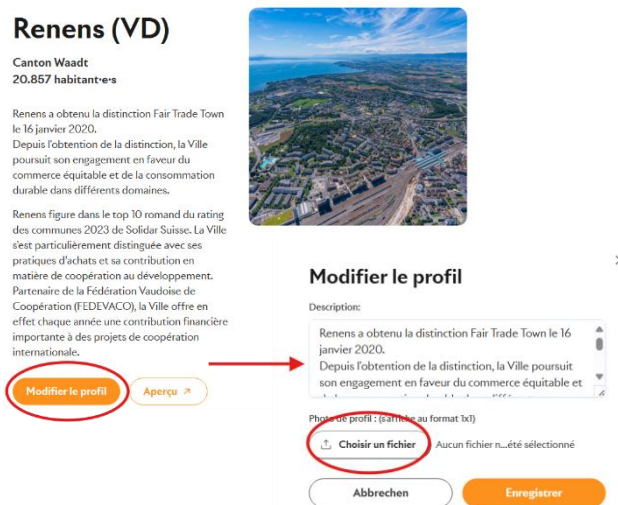 Renens (VD)
Canton Waadt
20.857 habitant·e·s
Renens a obtenu la distinction Fair Trade Town
le 16 janvier 2020.
Depuis l'obtention de la distinction, la Ville
poursuit son engagement en faveur du
commerce équitable et de la consommation
durable dans différents domaines.
Renens figure dans le top 10 romand du rating
des communes 2023 de Solidar Suisse. La Ville
s'est particulièrement distinguée avec ses
pratiques d'achats et sa contribution en
matière de coopération au développement.
Partenaire de la Fédération Vaudoise de
Coopération (FEDEVACO), la Ville offre en
effet chaque année une contribution financière
importante à des projets de coopération
internationale.
Modifier le profil
Aperçu ↗
Modifier le profil
Description:
Renens a obtenu la distinction Fair Trade Town le 16
janvier 2020.
Depuis l'obtention de la distinction, la Ville poursuit
son engagement en faveur du commerce équitable et
Photo de profil : (s'affiche au format 1x1)
Choisir un fichier
Aucun fichier n...été sélectionné
Abbrechen
Enregistrer